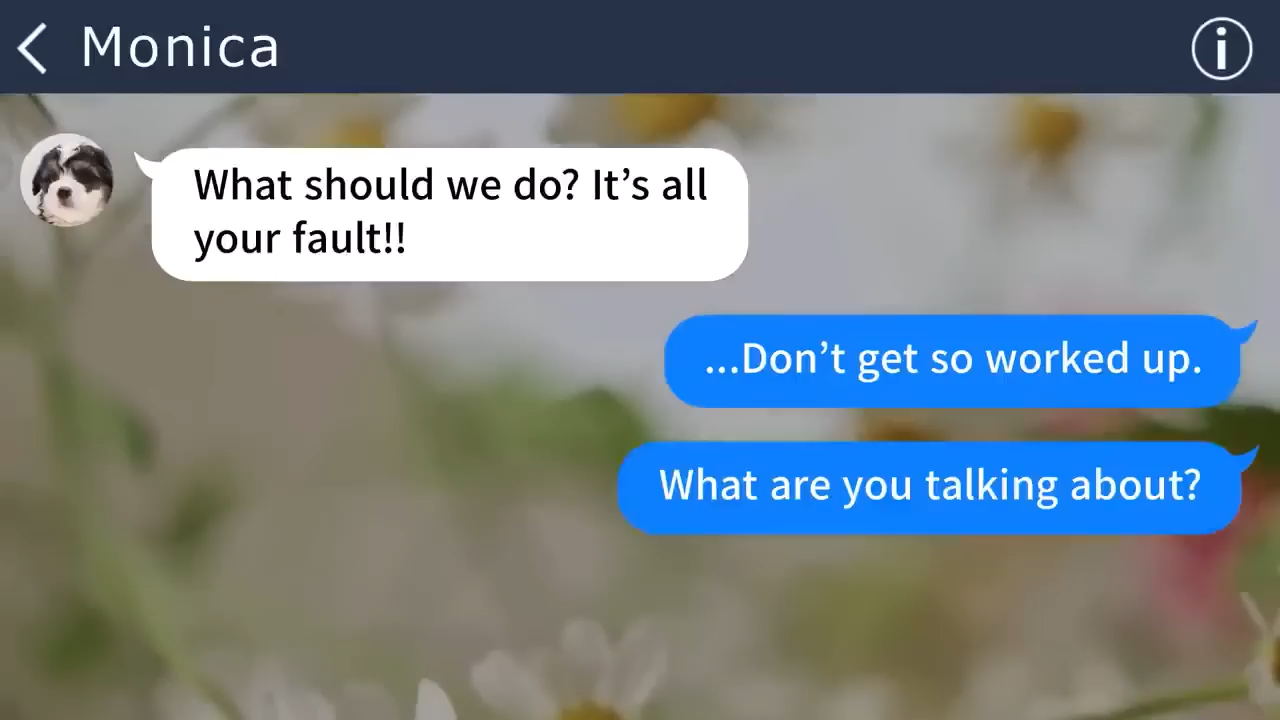 Monica
What should we do? It’s all
your fault!!
...Don’t get so worked up.
What are you talking about?